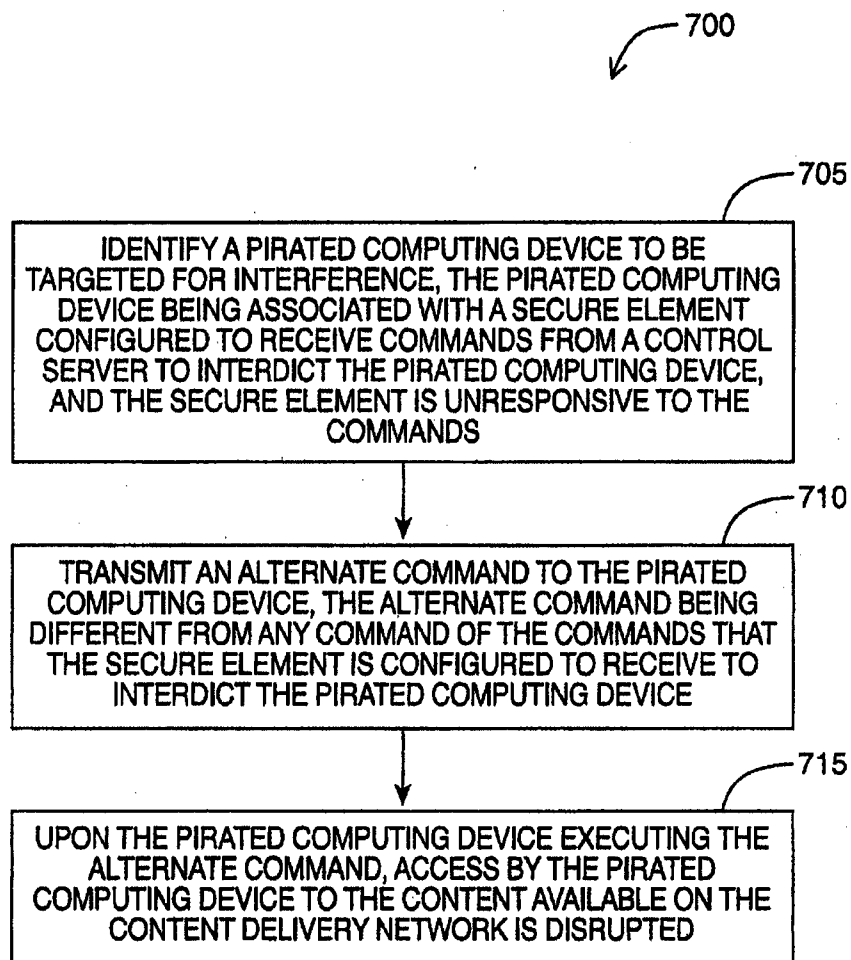 700
705
IDENTIFY A PIRATED COMPUTING DEVICE TO BE
TARGETED FOR INTERFERENCE, THE PIRATED COMPUTING
DEVICE BEING ASSOCIATED WITH A SECURE ELEMENT
CONFIGURED TO RECEIVE COMMANDS FROM A CONTROL
SERVER TO INTERDICT THE PIRATED COMPUTING DEVICE,
AND THE SECURE ELEMENT IS UNRESPONSIVE TO THE
COMMANDS
710
TRANSMIT AN ALTERNATE COMMAND TO THE PIRATED
COMPUTING DEVICE, THE ALTERNATE COMMAND BEING
DIFFERENT FROM ANY COMMAND OF THE COMMANDS THAT
THE SECURE ELEMENT IS CONFIGURED TO RECEIVE TO
INTERDICT THE PIRATED COMPUTING DEVICE
715
UPON THE PIRATED COMPUTING DEVICE EXECUTING THE
ALTERNATE COMMAND, ACCESS BY THE PIRATED
COMPUTING DEVICE TO THE CONTENT AVAILABLE ON THE
CONTENT DELIVERY NETWORK IS DISRUPTED